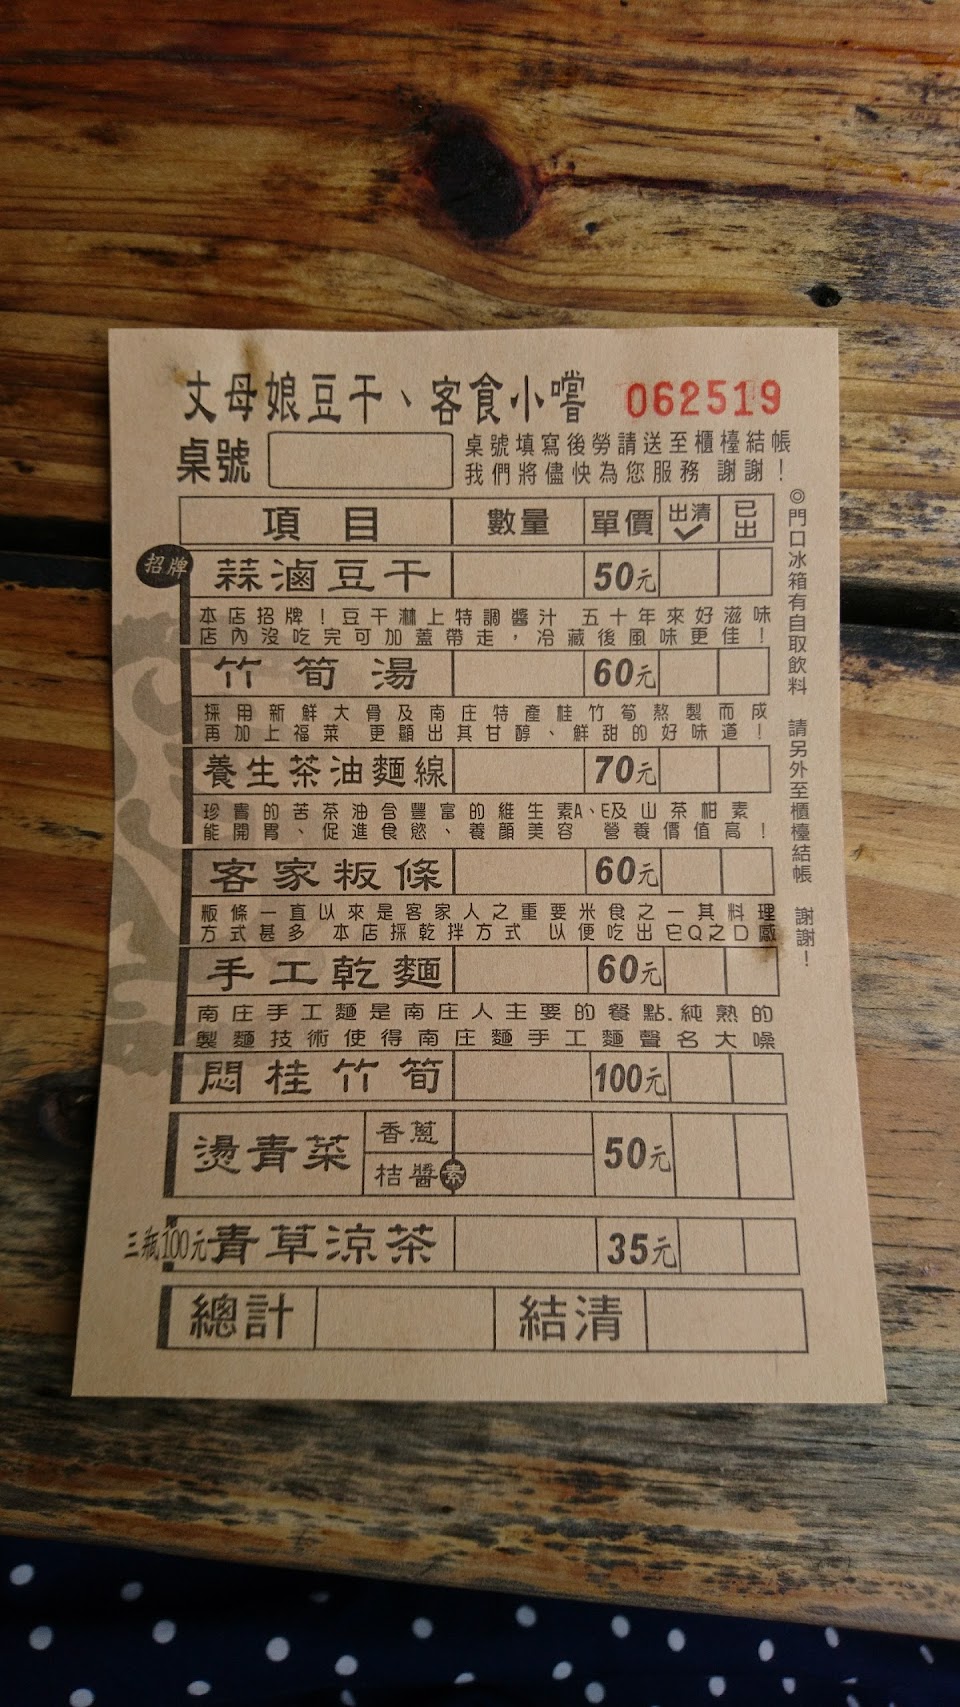 丈母娘豆干、客食小嚐 062519
桌號
桌號填寫後勞請送至櫃檯結帳
我們將儘快為您服務 謝謝！
項目 數量 單價 出清 已出
招牌 蒜滷豆干 50元
本店招牌！豆干淋上特調醬汁 五十年來好滋味
店內沒吃完可加蓋帶走，冷藏後風味更佳！
竹筍湯 60元
採用新鮮大骨及南庄特產桂竹筍熬製而成
再加上福菜 更顯出其甘醇、鮮甜的好味道！
養生茶油麵線 70元
珍貴的苦茶油含豐富的維生素A、E及山茶柑素
能開胃、促進食慾、養顏美容 營養價值高！
客家粄條 60元
粄條一直以來是客家人之重要米食之一其料理
方式甚多 本店採乾拌方式 以便吃出它Q之口感
手工乾麵 60元
南庄手工麵是南庄人主要的餐點.純熟的
製麵技術使得南庄麵手工麵聲名大噪
悶桂竹筍 100元
燙青菜 香蔥 50元
桔醬 素
三瓶100元 青草涼茶 35元
總計 結清
◎門口冰箱有自取飲料 請另外至櫃檯結帳 謝謝！